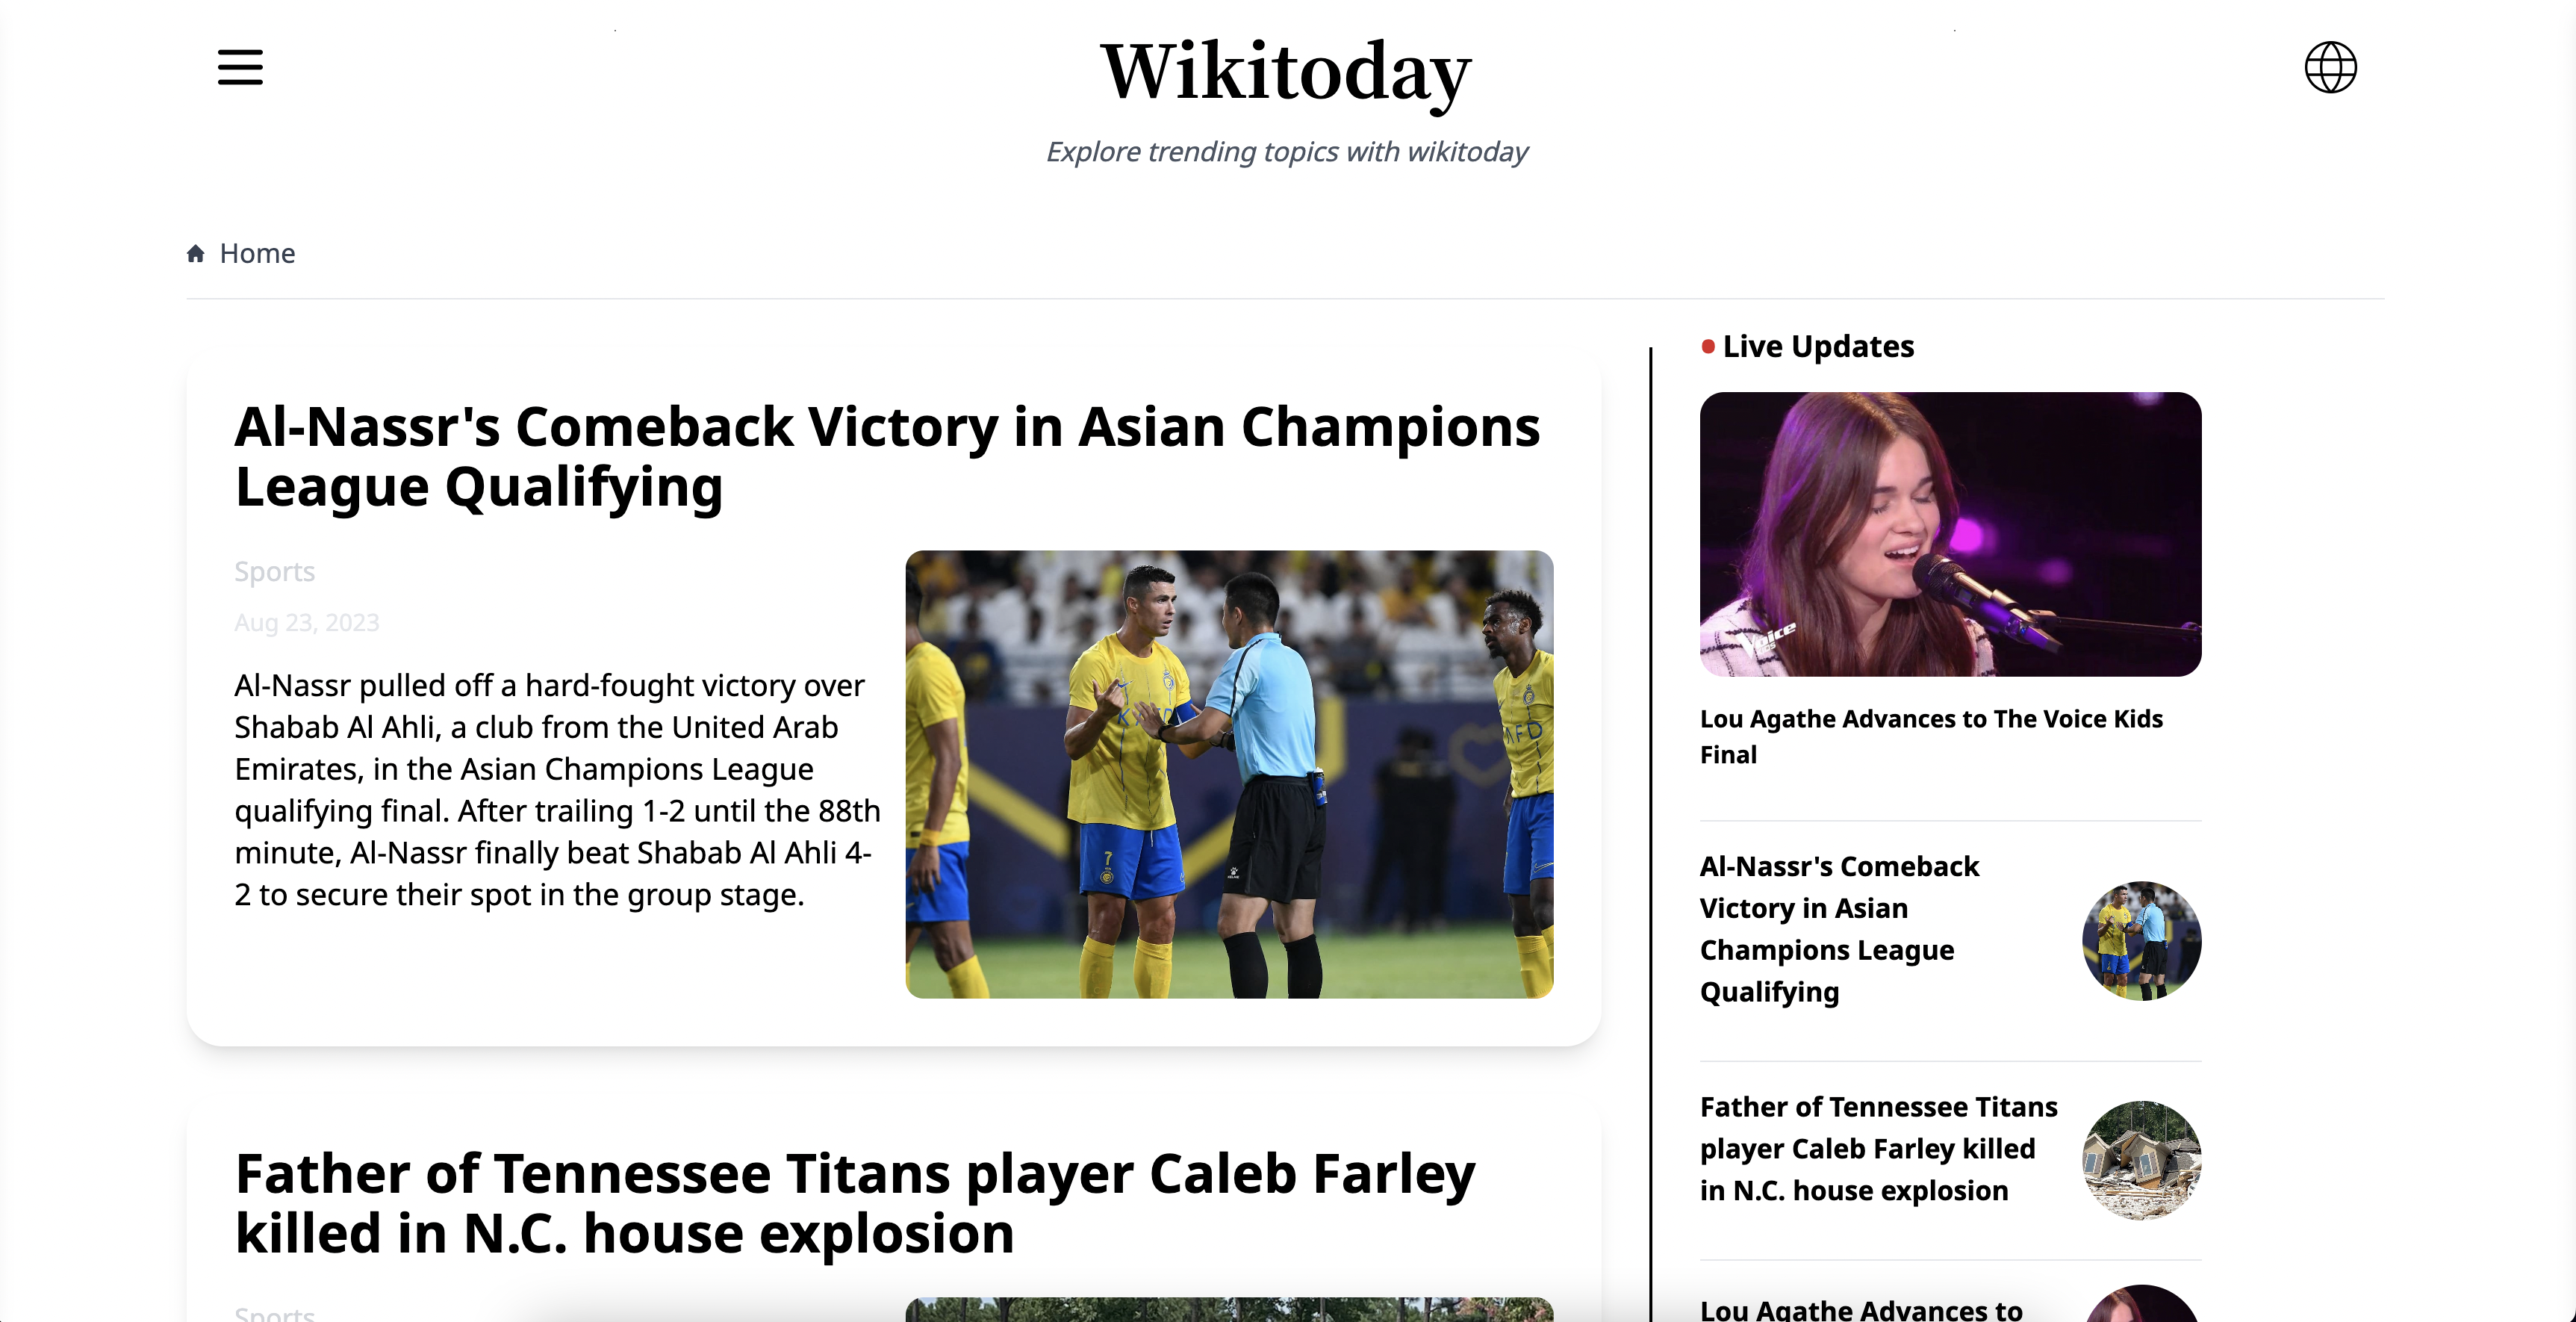 Wikitoday
Explore trending topics with wikitoday
Home
Al-Nassr's Comeback Victory in Asian Champions
League Qualifying
Sports
Aug 23, 2023
Al-Nassr pulled off a hard-fought victory over
Shabab Al Ahli, a club from the United Arab
Emirates, in the Asian Champions League
qualifying final. After trailing 1-2 until the 88th
minute, Al-Nassr finally beat Shabab Al Ahli 4-
2 to secure their spot in the group stage.
7
Father of Tennessee Titans player Caleb Farley
killed in N.C. house explosion
Sports
Live Updates
Lou Agathe Advances to The Voice Kids
Final
Al-Nassr's Comeback
Victory in Asian
Champions League
Qualifying
Father of Tennessee Titans
player Caleb Farley killed
in N.C. house explosion
Lou Agathe Advances to